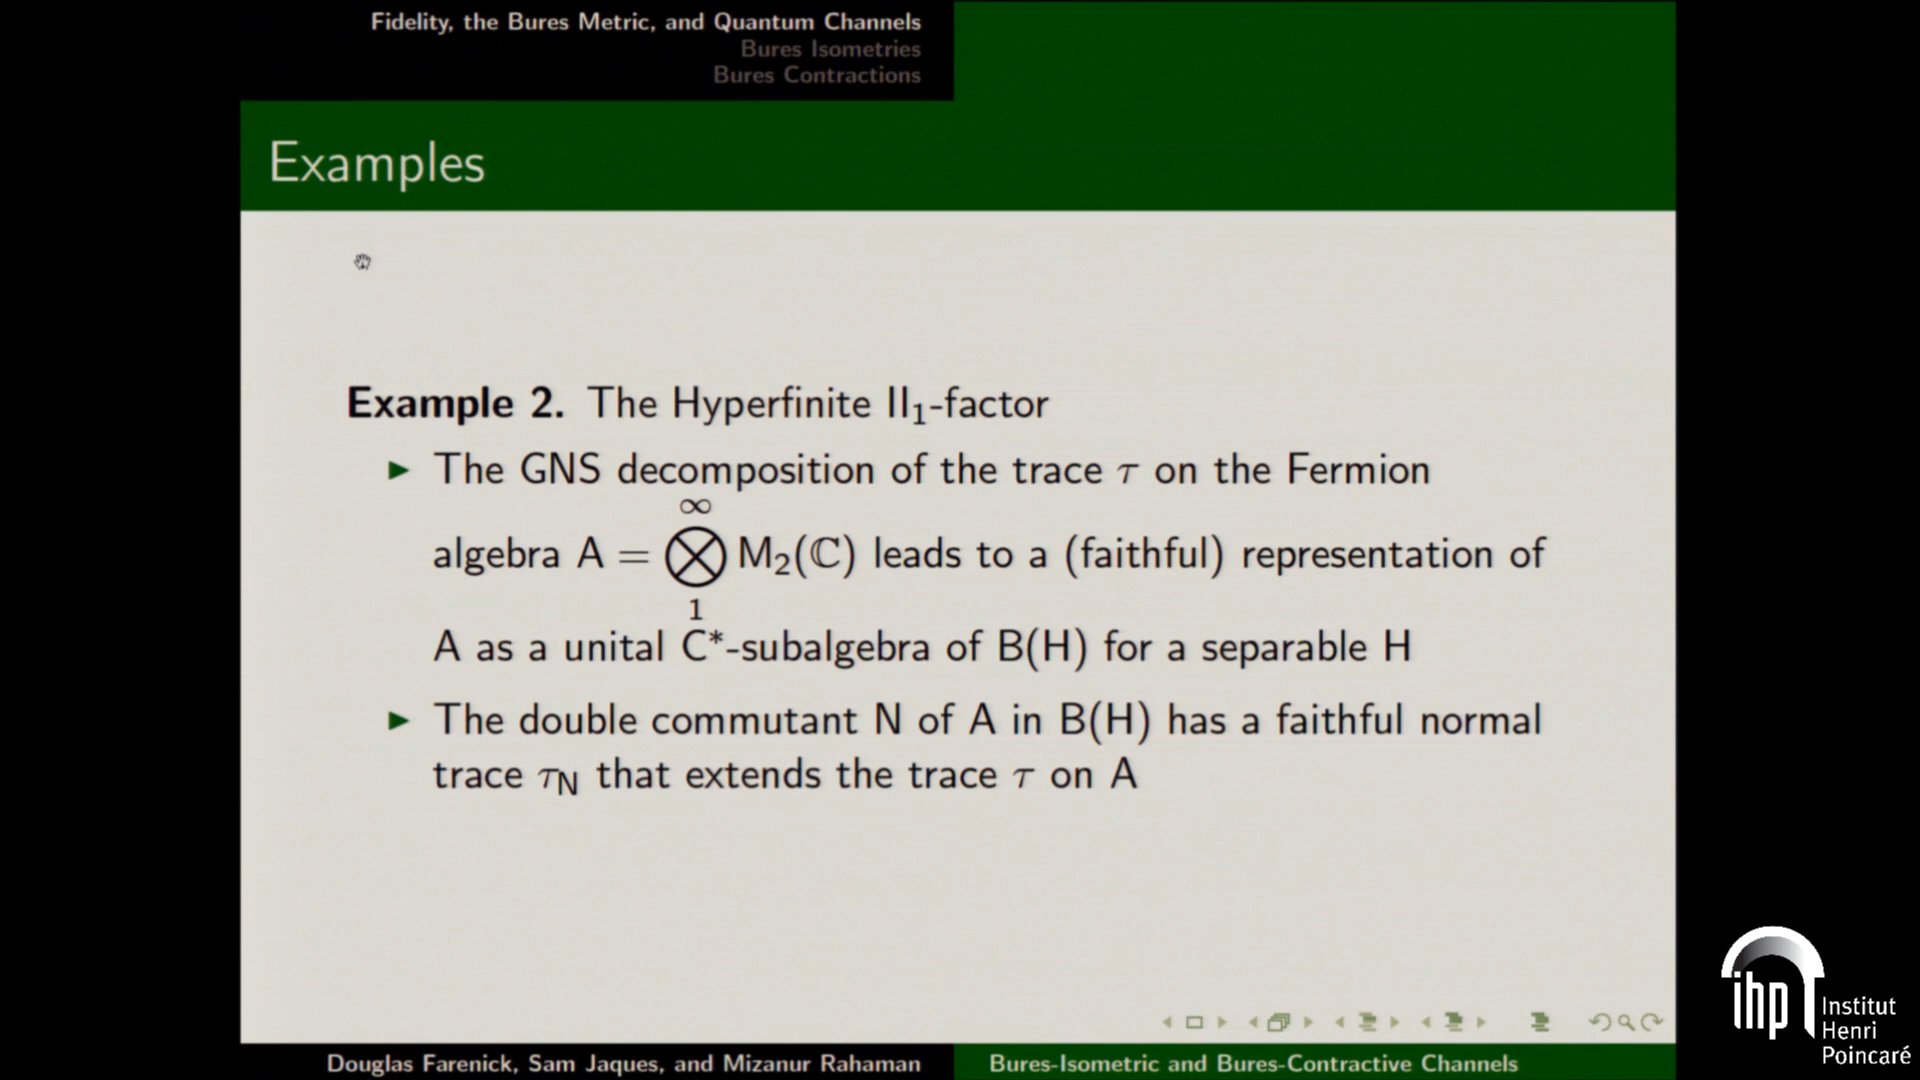 Fidelity, the Bures Metric, and Quantum Channels
Bures Isometries
Bures Contractions
Examples
Example 2. The Hyperfinite II₁-factor
▶ The GNS decomposition of the trace τ on the Fermion
algebra A = ⨂₁^∞ M₂(ℂ) leads to a (faithful) representation of
A as a unital C*-subalgebra of B(H) for a separable H
▶ The double commutant N of A in B(H) has a faithful normal
trace τ_N that extends the trace τ on A
Douglas Farenick, Sam Jaques, and Mizanur Rahaman
Bures-Isometric and Bures-Contractive Channels
ihp
Institut
Henri
Poincaré